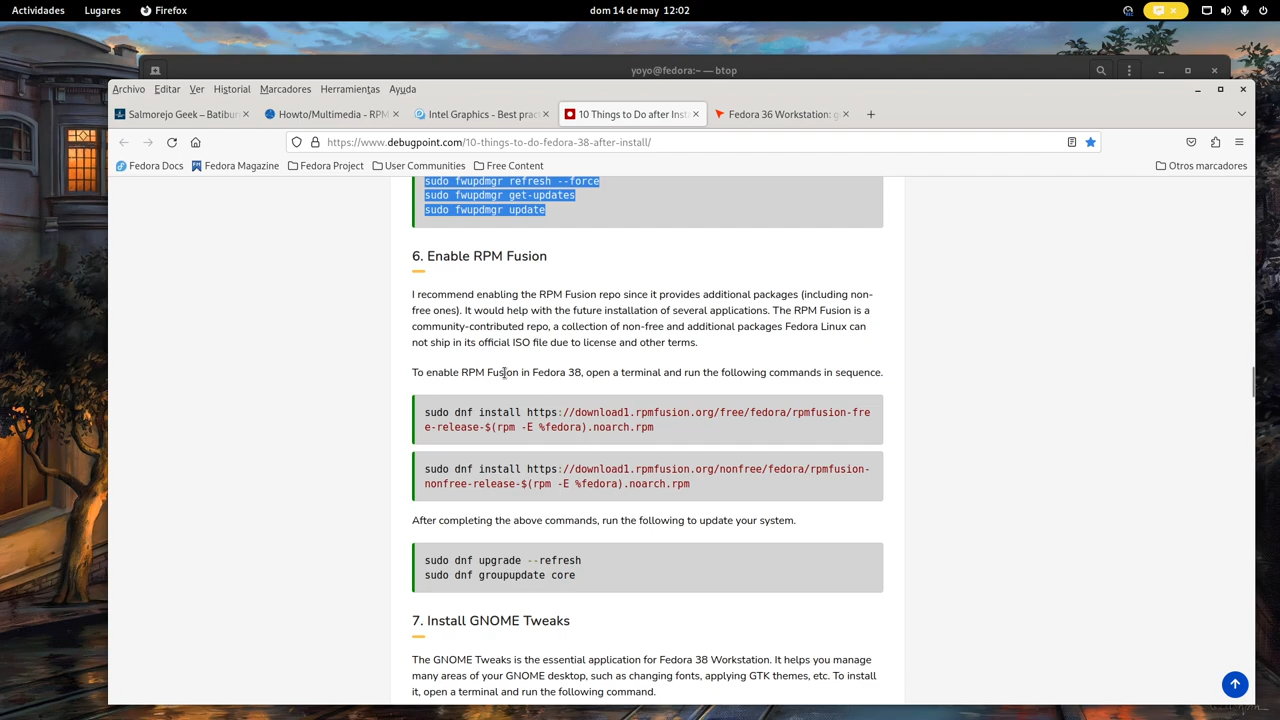 Actividades
Lugares
Firefox
dom 14 de may 12:02
yoyo@fedora:~ — btop
Archivo Editar Ver Historial Marcadores Herramientas Ayuda
Salmorejo Geek – Batibur
Howto/Multimedia - RPM
Intel Graphics - Best prac
10 Things to Do after Inst
Fedora 36 Workstation: g
https://www.debugpoint.com/10-things-to-do-fedora-38-after-install/
Fedora Docs
Fedora Magazine
Fedora Project
User Communities
Free Content
Otros marcadores
sudo fwupdmgr refresh --force
sudo fwupdmgr get-updates
sudo fwupdmgr update
6. Enable RPM Fusion
I recommend enabling the RPM Fusion repo since it provides additional packages (including non-
free ones). It would help with the future installation of several applications. The RPM Fusion is a
community-contributed repo, a collection of non-free and additional packages Fedora Linux can
not ship in its official ISO file due to license and other terms.
To enable RPM Fusion in Fedora 38, open a terminal and run the following commands in sequence.
sudo dnf install https://download1.rpmfusion.org/free/fedora/rpmfusion-fre
e-release-$(rpm -E %fedora).noarch.rpm
sudo dnf install https://download1.rpmfusion.org/nonfree/fedora/rpmfusion-
nonfree-release-$(rpm -E %fedora).noarch.rpm
After completing the above commands, run the following to update your system.
sudo dnf upgrade --refresh
sudo dnf groupupdate core
7. Install GNOME Tweaks
The GNOME Tweaks is the essential application for Fedora 38 Workstation. It helps you manage
many areas of your GNOME desktop, such as changing fonts, applying GTK themes, etc. To install
it, open a terminal and run the following command.